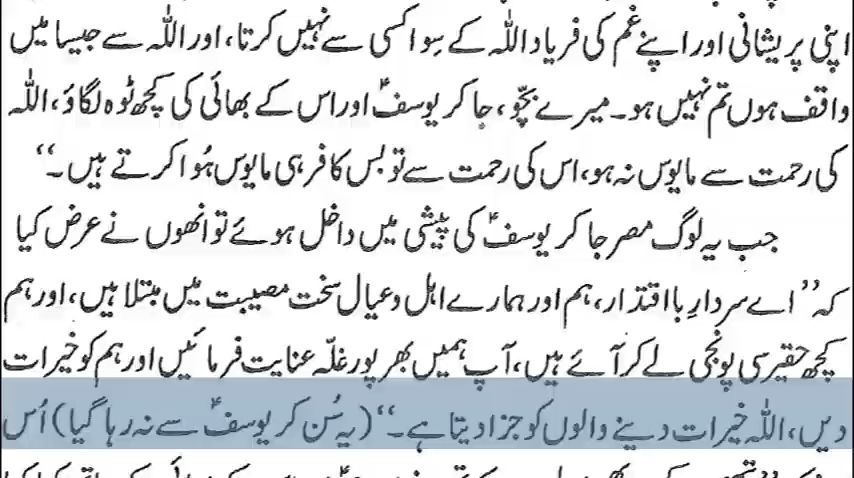 اپنی پریشانی اور اپنے غم کی فریاد اللہ کے سِوا کسی سے نہیں کرتا، اور اللہ سے جیسا میں
واقف ہوں تم نہیں ہو۔ میرے بچّو، جا کر یوسفؑ اور اس کے بھائی کی کچھ ٹوہ لگاؤ، اللہ
کی رحمت سے مایوس نہ ہو، اس کی رحمت سے تو بس کافر ہی مایوس ہُوا کرتے ہیں۔“
جب یہ لوگ مصر جا کر یوسفؑ کی پیشی میں داخل ہوئے تو انھوں نے عرض کیا
کہ ”اے سردارِ با اقتدار، ہم اور ہمارے اہل و عیال سخت مصیبت میں مبتلا ہیں، اور ہم
کچھ حقیر سی پونجی لے کر آئے ہیں، آپ ہمیں بھر پور غلّہ عنایت فرمائیں اور ہم کو خیرات
دیں، اللہ خیرات دینے والوں کو جزا دیتا ہے۔“ (یہ سُن کر یوسفؑ سے نہ رہا گیا) اُس